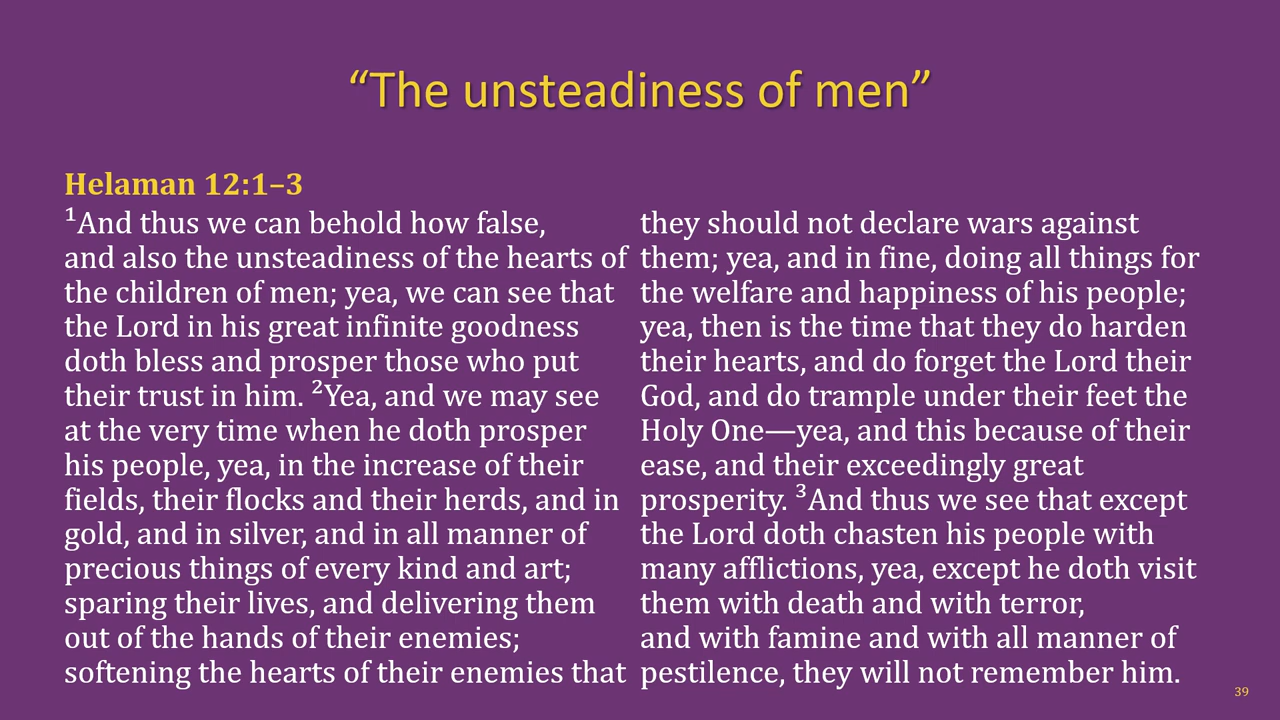 “The unsteadiness of men”
Helaman 12:1–3
¹And thus we can behold how false,
and also the unsteadiness of the hearts of
the children of men; yea, we can see that
the Lord in his great infinite goodness
doth bless and prosper those who put
their trust in him. ²Yea, and we may see
at the very time when he doth prosper
his people, yea, in the increase of their
fields, their flocks and their herds, and in
gold, and in silver, and in all manner of
precious things of every kind and art;
sparing their lives, and delivering them
out of the hands of their enemies;
softening the hearts of their enemies that
they should not declare wars against
them; yea, and in fine, doing all things for
the welfare and happiness of his people;
yea, then is the time that they do harden
their hearts, and do forget the Lord their
God, and do trample under their feet the
Holy One—yea, and this because of their
ease, and their exceedingly great
prosperity. ³And thus we see that except
the Lord doth chasten his people with
many afflictions, yea, except he doth visit
them with death and with terror,
and with famine and with all manner of
pestilence, they will not remember him.
39